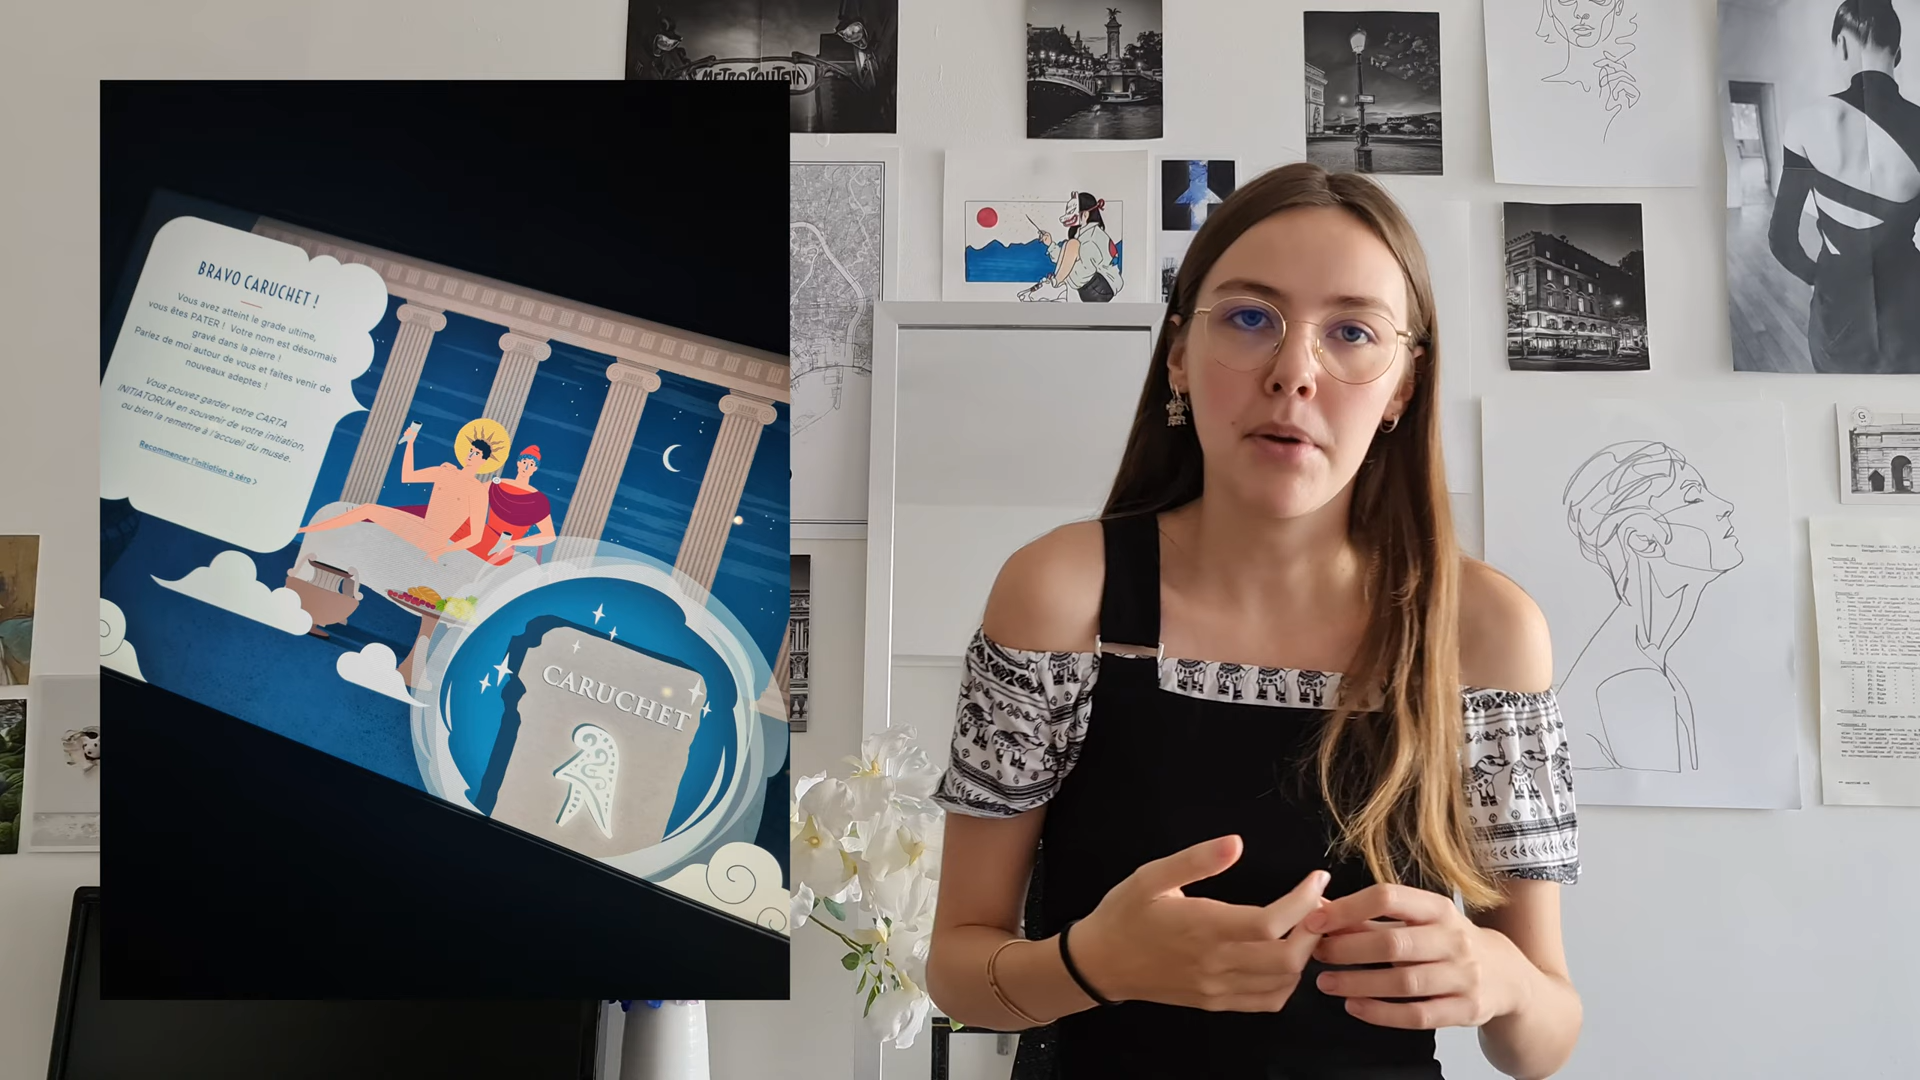 METROPOLITAIN
BRAVO CARUCHET !
Vous avez atteint le grade ultime,
vous êtes PATER ! Votre nom est désormais
gravé dans la pierre !
Parlez de moi autour de vous et faites venir de
nouveaux adeptes !
Vous pouvez garder votre CARTA
INITIATORUM en souvenir de votre initiation,
ou bien la remettre à l'accueil du musée.
Recommencer l'initiation à zéro >
CARUCHET
G